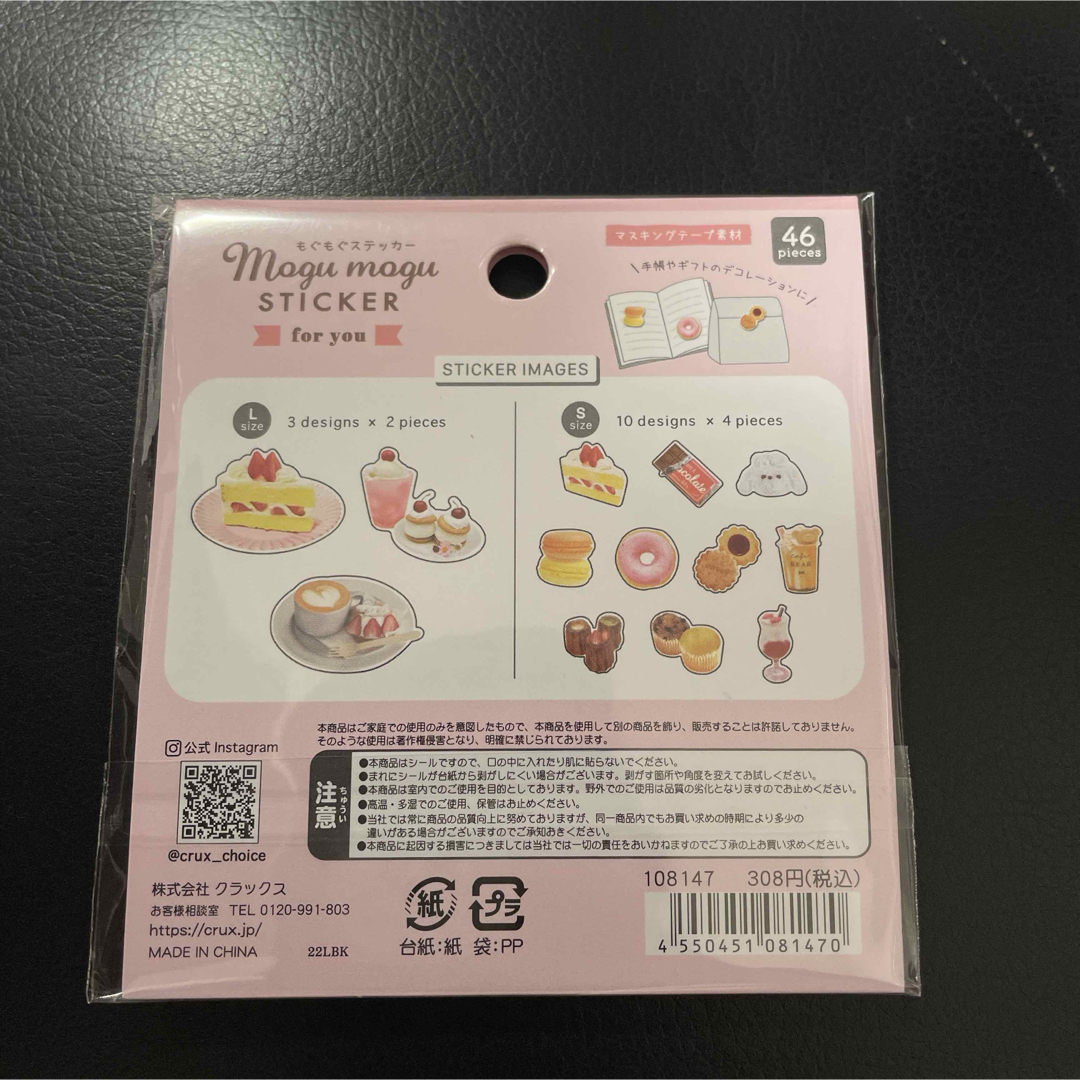 もぐもぐステッカー
Mogu mogu
STICKER
for you
マスキングテープ素材
46
pieces
手帳やギフトのデコレーションに
STICKER IMAGES
L
size
3 designs × 2 pieces
S
size
10 designs × 4 pieces
本商品はご家庭での使用のみを意図したもので、本商品を使用して別の商品を飾り、販売することは許諾しておりません。
そのような使用は著作権侵害となり、明確に禁じられております。
公式 Instagram
@crux_choice
ちゅうい
注意
●本商品はシールですので、口の中に入れたり肌に貼らないでください。
●まれにシールが台紙から剥がしにくい場合がございます。剥がす箇所や角度を変えてお試しください。
●本商品は室内でのご使用を目的としております。野外でのご使用は品質の劣化となりますのでお止めください。
●高温・多湿でのご使用、保管はお止めください。
●当社では常に商品の品質向上に努めておりますが、同一商品内でもお買い求めの時期により多少の
違いがある場合がございますのでご承知おきください。
●本商品に起因する損害につきましては当社では一切の責任をおいかねますのでご了承の上お買い求めください。
株式会社 クラックス
お客様相談室 TEL 0120-991-803
https://crux.jp/
MADE IN CHINA 22LBK
紙
プラ
台紙:紙 袋:PP
108147 308円(税込)
4 550451 081470